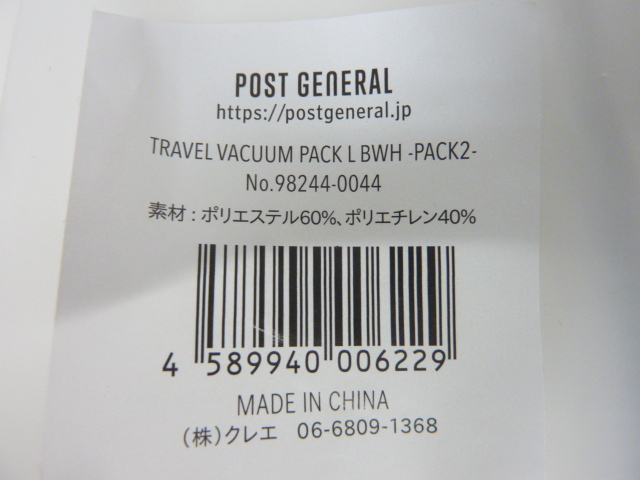 POST GENERAL
https://postgeneral.jp
TRAVEL VACUUM PACK L BWH -PACK2-
No.98244-0044
素材：ポリエステル60%、ポリエチレン40%
4 589940 006229
MADE IN CHINA
（株）クレエ　06-6809-1368